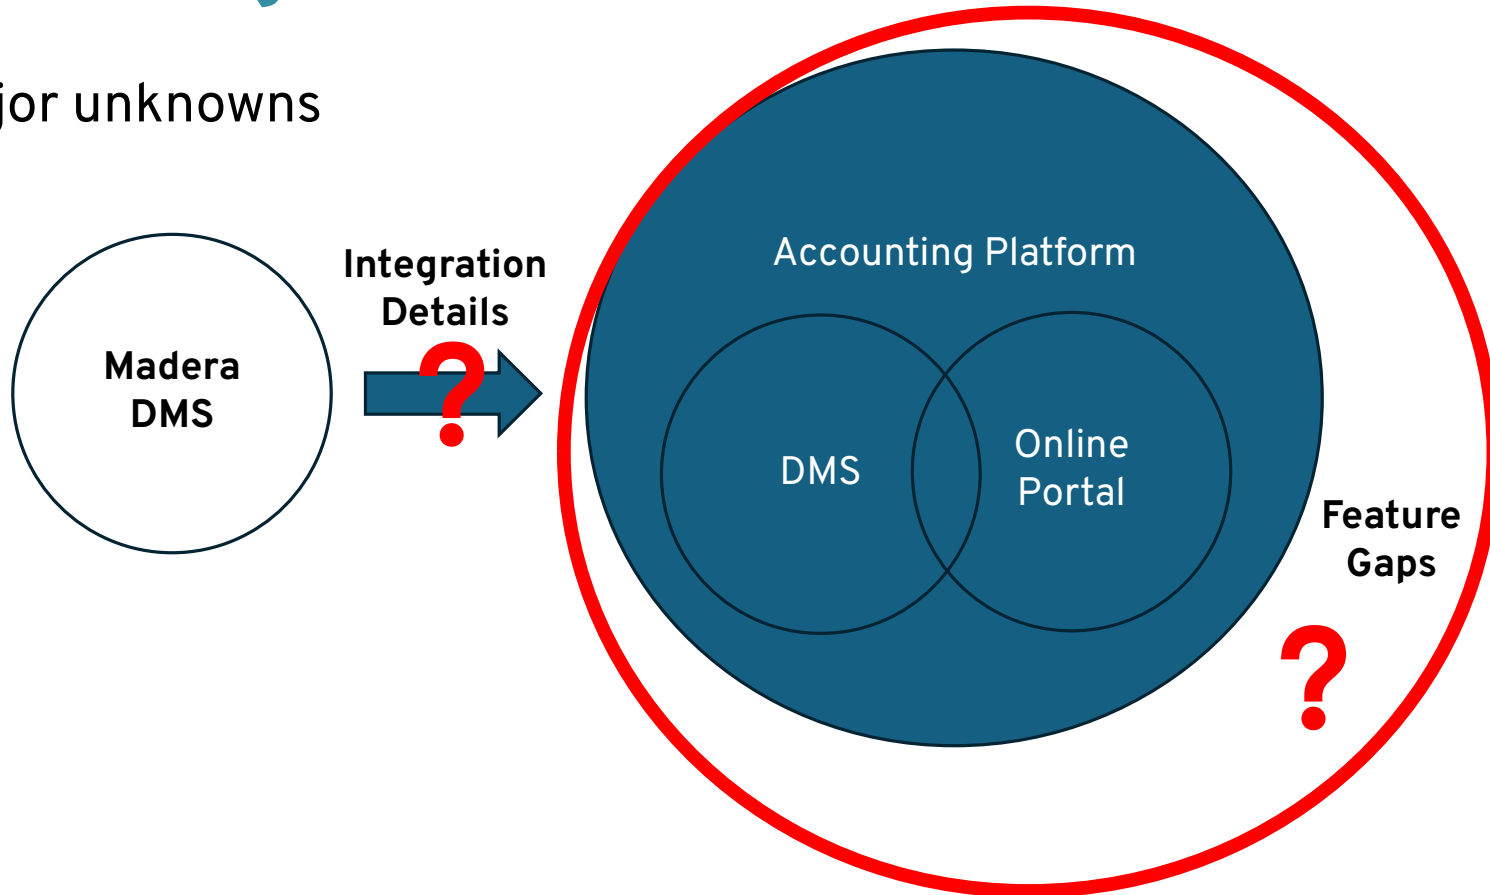 jor unknowns
Integration
Details
?
Madera
DMS
Accounting Platform
DMS
Online
Portal
Feature
Gaps
?